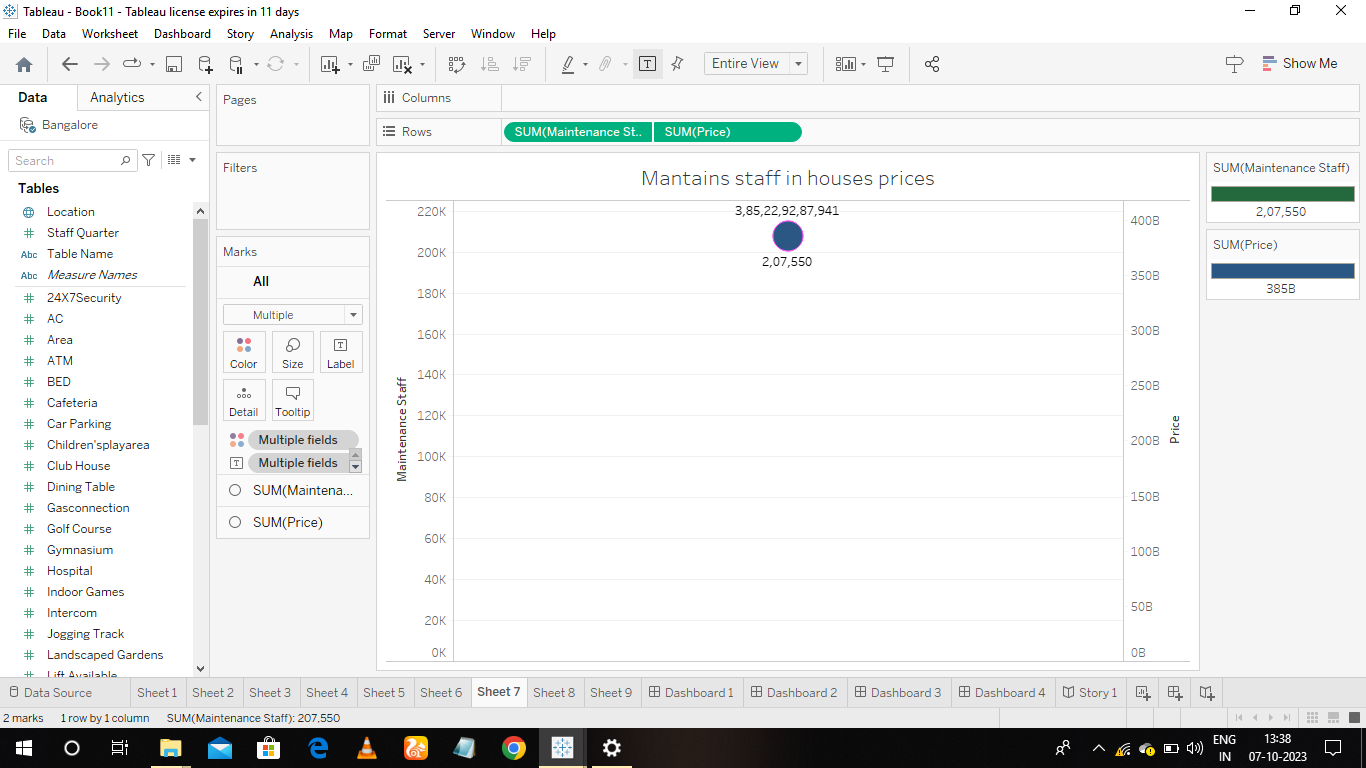 Tableau - Book11 - Tableau license expires in 11 days
File Data Worksheet Dashboard Story Analysis Map Format Server Window Help
Entire View
Show Me
Data Analytics
Bangalore
Search
Tables
Location
Staff Quarter
Abc Table Name
Abc Measure Names
24X7Security
AC
Area
ATM
BED
Cafeteria
Car Parking
Children'splayarea
Club House
Dining Table
Gasconnection
Golf Course
Gymnasium
Hospital
Indoor Games
Intercom
Jogging Track
Landscaped Gardens
Lift Available
Pages
Filters
Marks
All
Multiple
Color Size Label
Detail Tooltip
Multiple fields
Multiple fields
SUM(Maintena...
SUM(Price)
Columns
Rows SUM(Maintenance St.. SUM(Price)
Mantains staff in houses prices
Maintenance Staff
220K
200K
180K
160K
140K
120K
100K
80K
60K
40K
20K
0K
3,85,22,92,87,941
2,07,550
400B
350B
300B
250B
200B
150B
100B
50B
0B
Price
SUM(Maintenance Staff)
2,07,550
SUM(Price)
385B
Data Source Sheet 1 Sheet 2 Sheet 3 Sheet 4 Sheet 5 Sheet 6 Sheet 7 Sheet 8 Sheet 9 Dashboard 1 Dashboard 2 Dashboard 3 Dashboard 4 Story 1
2 marks 1 row by 1 column SUM(Maintenance Staff): 207,550
ENG 13:38
IN 07-10-2023